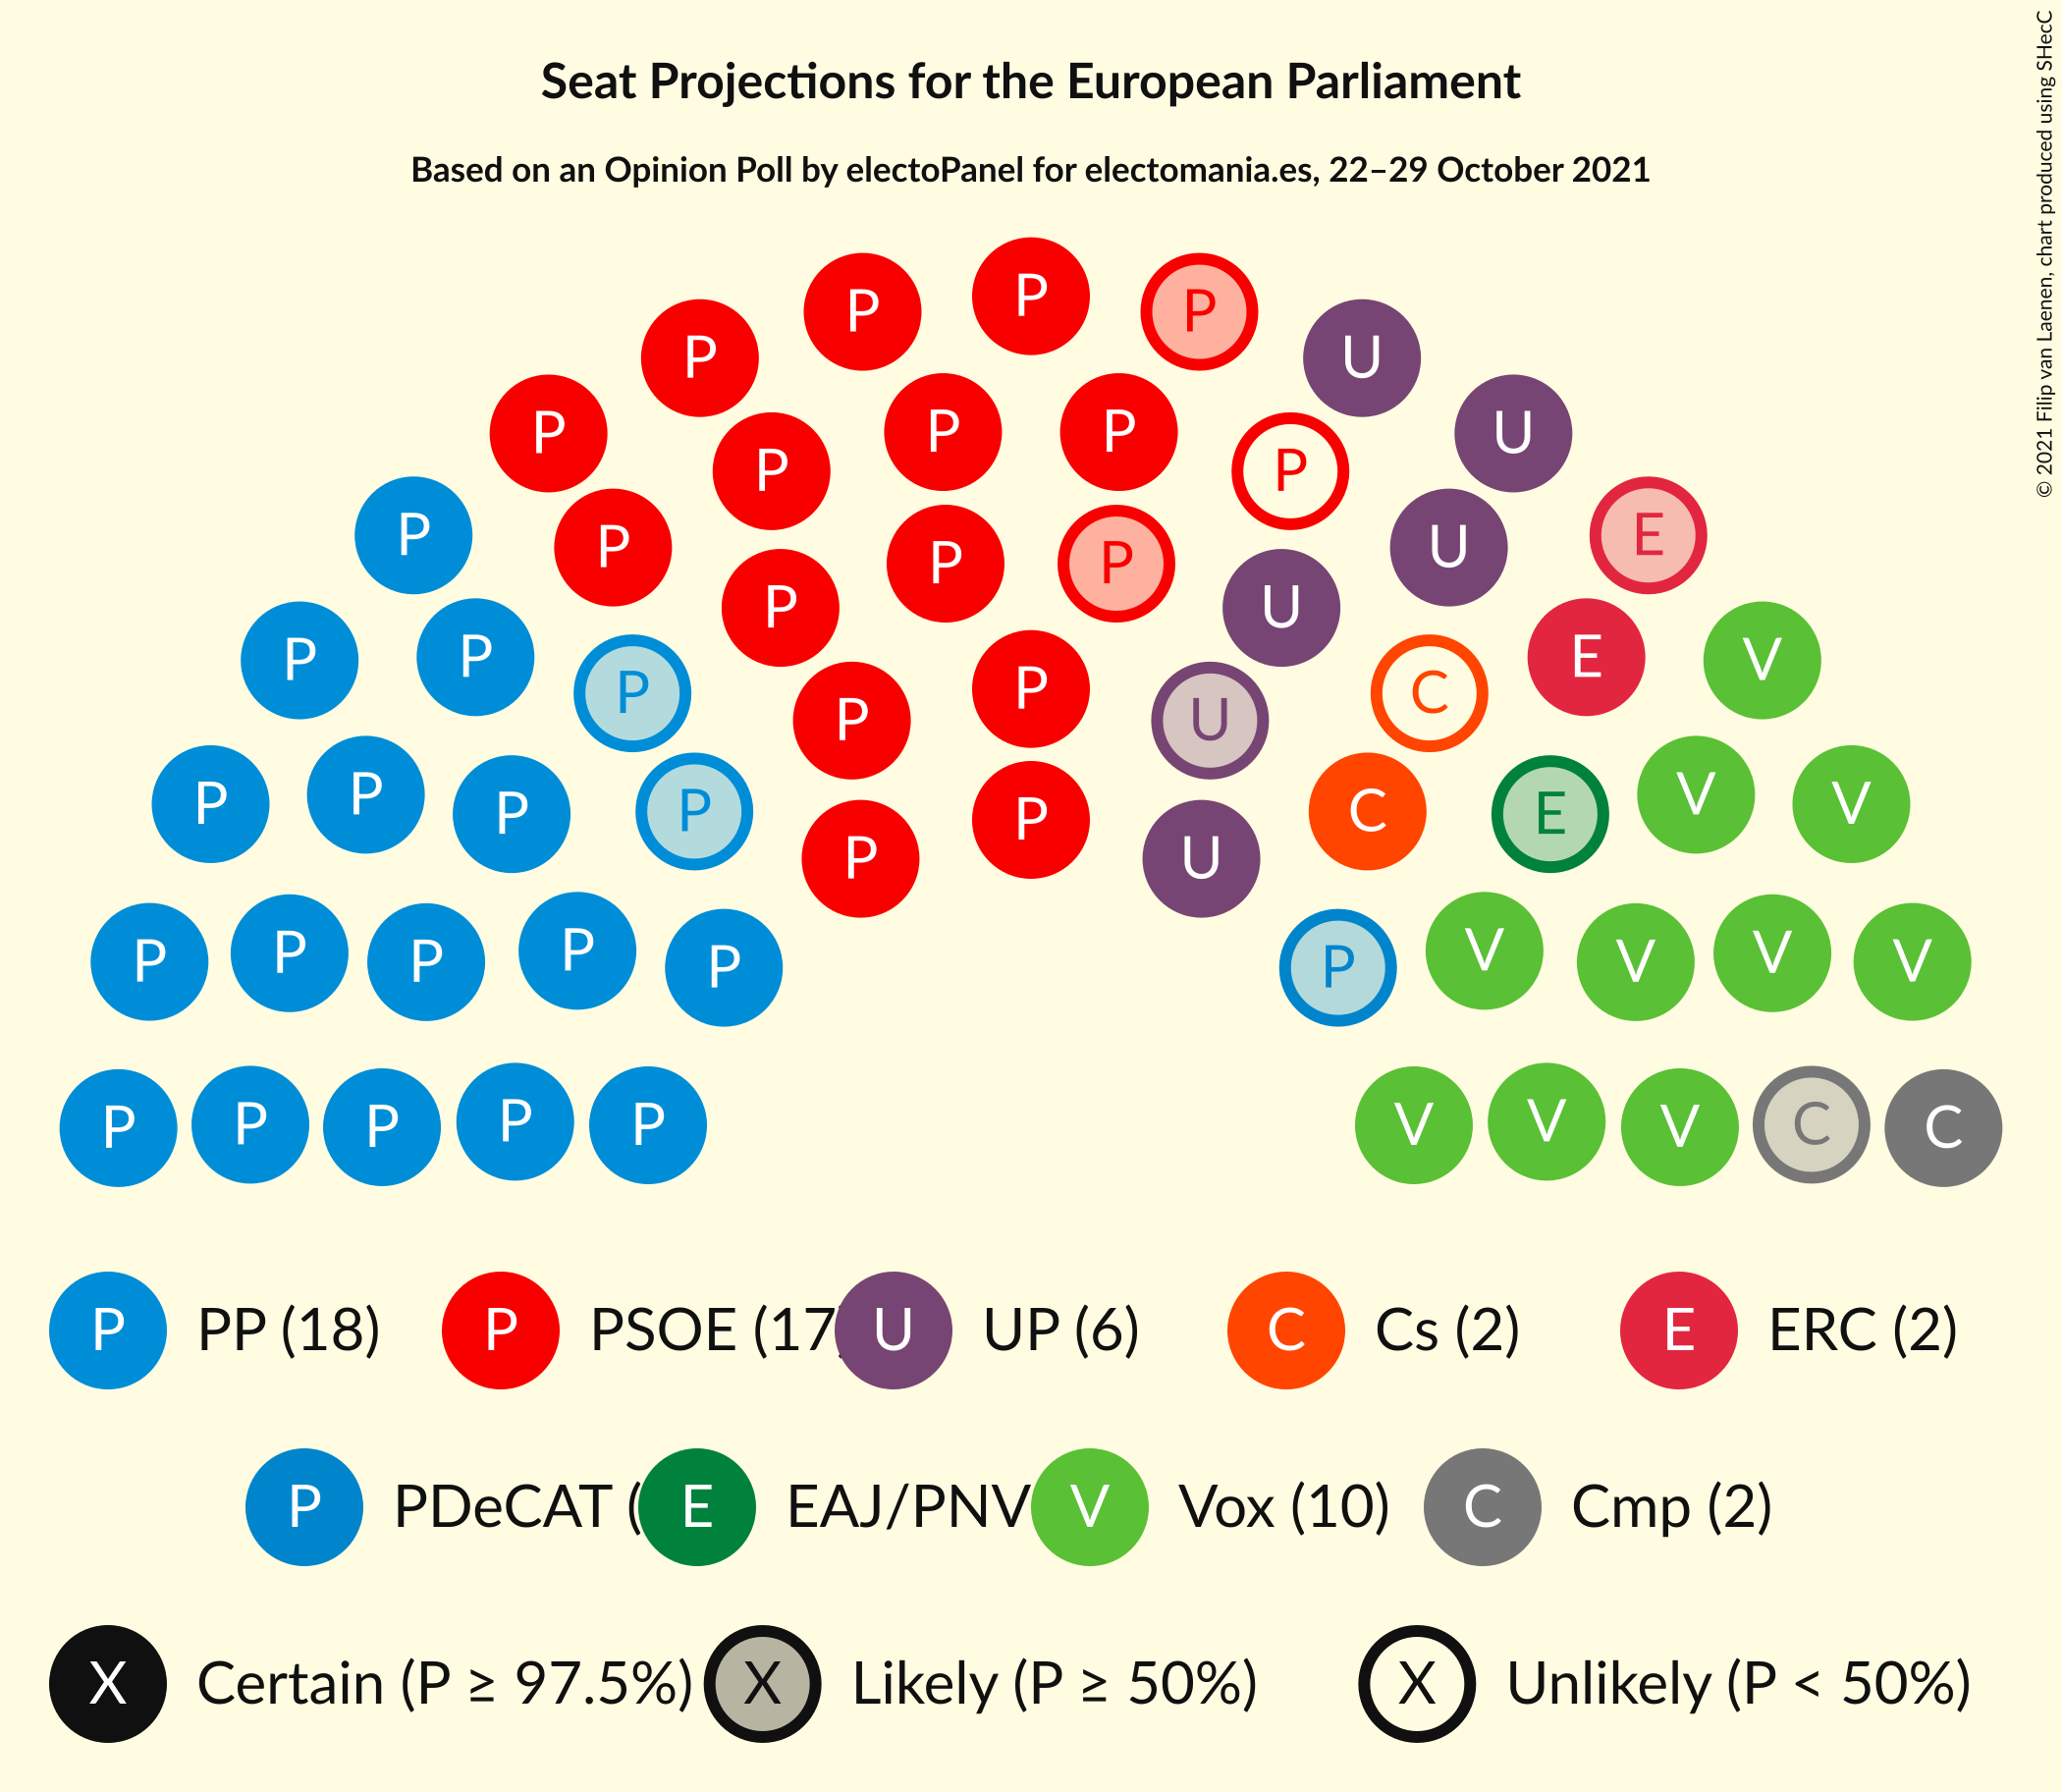 Seat Projections for the European Parliament
Based on an Opinion Poll by electoPanel for electomania.es, 22–29 October 2021
© 2021 Filip van Laenen, chart produced using SHecC
P P P P U
P P P P U
P P P P U E
P P P P U E
P P P P U C V
P P P P C E V V
P P P U
P P P P P P V V V V
P P P P P V V V C C
P PP (18) P PSOE (17 U UP (6) C Cs (2) E ERC (2)
P PDeCAT ( E EAJ/PNV V Vox (10) C Cmp (2)
X Certain (P ≥ 97.5%) X Likely (P ≥ 50%) X Unlikely (P < 50%)